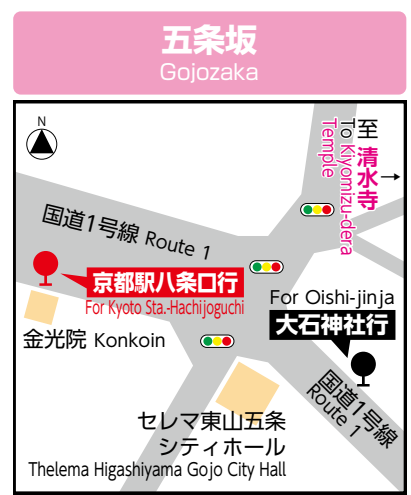 五条坂
Gojozaka
N
至 清水寺
To Kiyomizu-dera
Temple
→
国道1号線 Route 1
京都駅八条口行
For Kyoto Sta.-Hachijoguchi
金光院 Konkoin
For Oishi-jinja
大石神社行
国道1号線
Route 1
セレマ東山五条
シティホール
Thelema Higashiyama Gojo City Hall